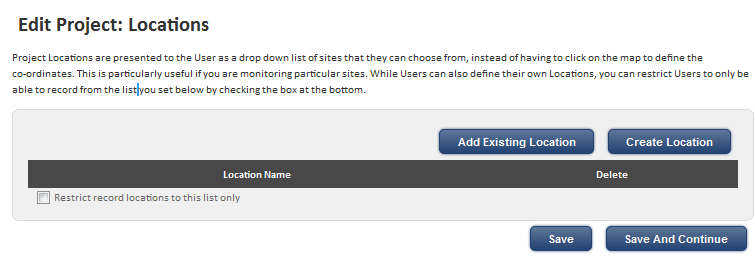 Edit Project: Locations
Project Locations are presented to the User as a drop down list of sites that they can choose from, instead of having to click on the map to define the
co-ordinates. This is particularly useful if you are monitoring particular sites. While Users can also define their own Locations, you can restrict Users to only be
able to record from the list you set below by checking the box at the bottom.
Add Existing Location Create Location
Location Name Delete
Restrict record locations to this list only
Save Save And Continue